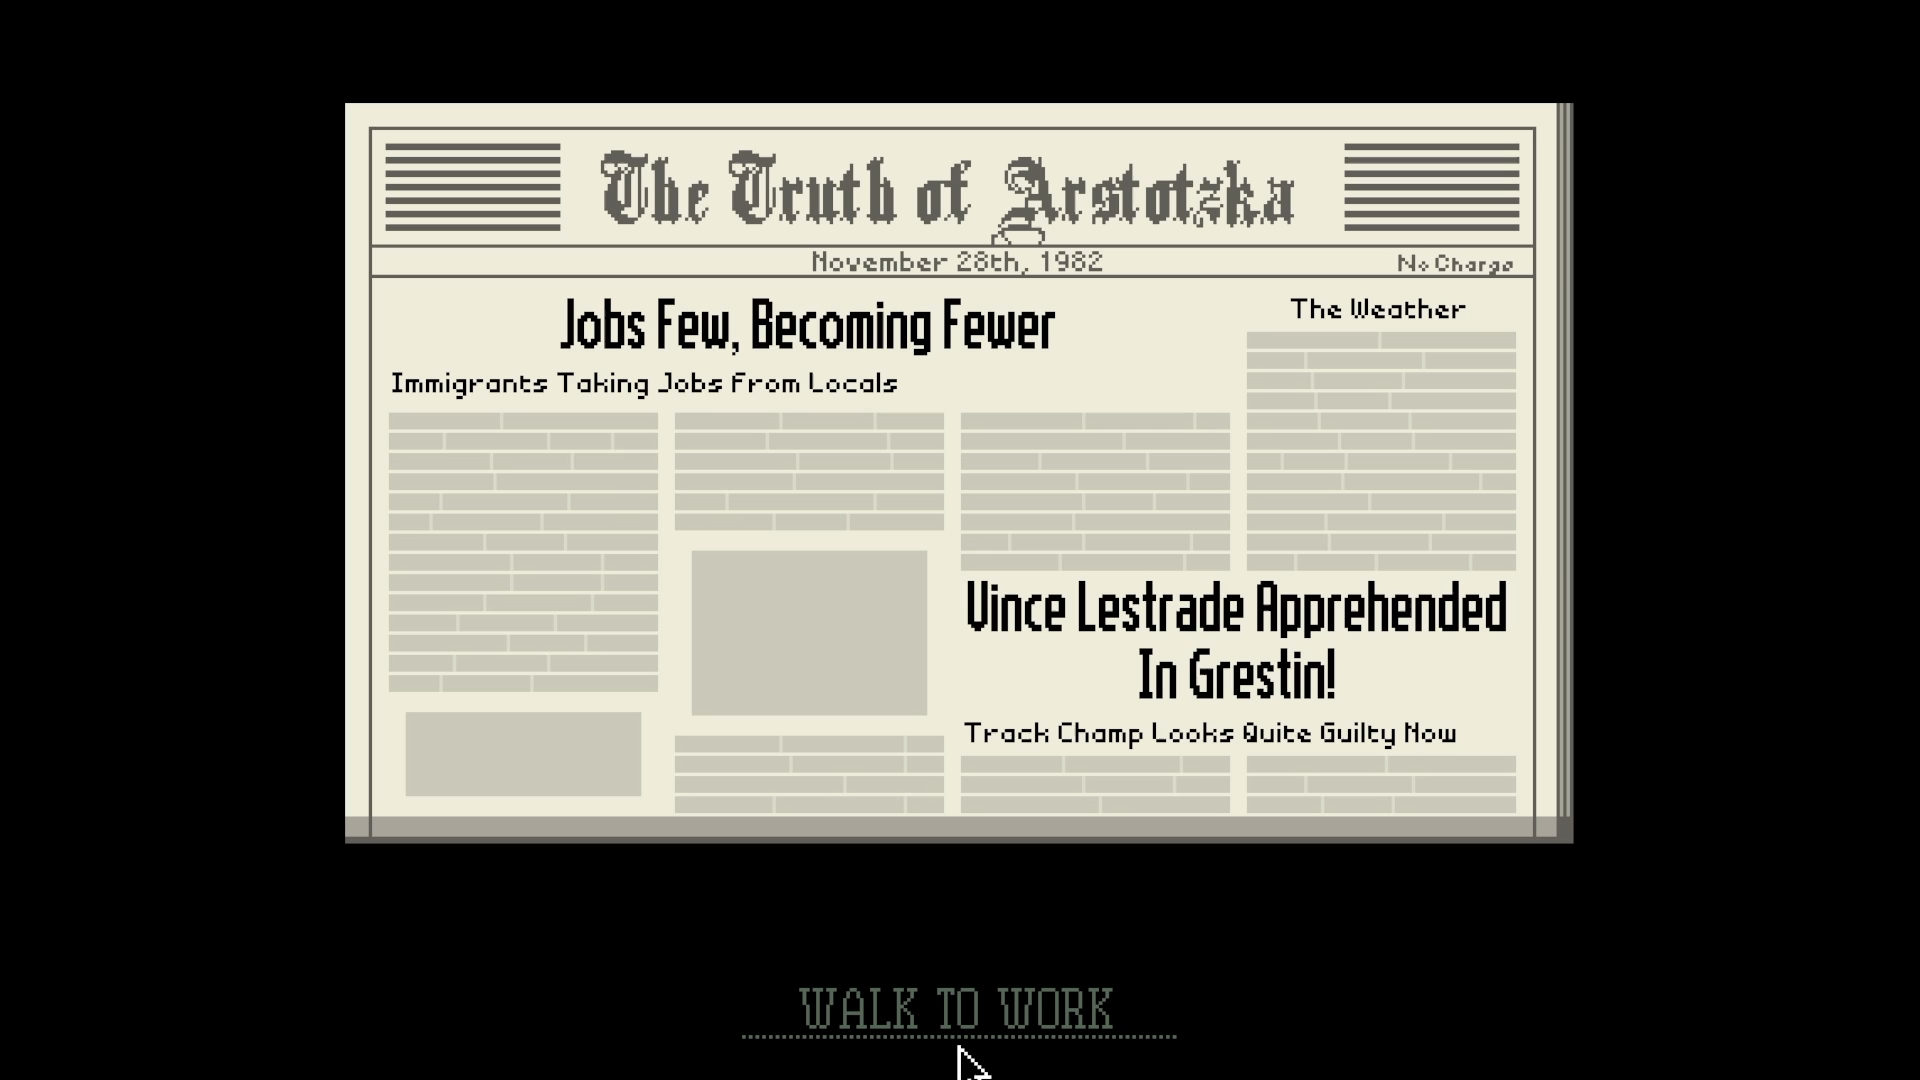 The Truth of Arstotzka
November 28th, 1982
No Charge
Jobs Few, Becoming Fewer
Immigrants Taking Jobs From Locals
The Weather
Vince Lestrade Apprehended
In Grestin!
Track Champ Looks Quite Guilty Now
WALK TO WORK